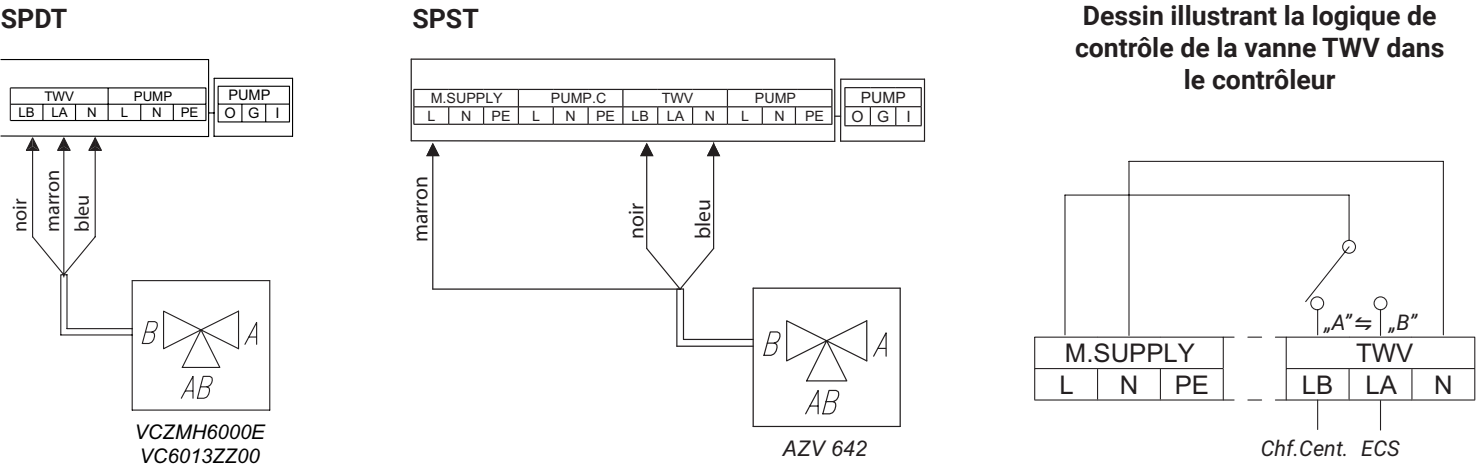 SPDT
TWV PUMP PUMP
LB LA N L N PE O G I
noir
marron
bleu
B A
AB
VCZMH6000E
VC6013ZZ00
SPST
M.SUPPLY PUMP.C TWV PUMP PUMP
L N PE L N PE LB LA N L N PE O G I
marron
noir
bleu
B A
AB
AZV 642
Dessin illustrant la logique de
contrôle de la vanne TWV dans
le contrôleur
„A” ⇋ „B”
M.SUPPLY TWV
L N PE LB LA N
Chf.Cent. ECS